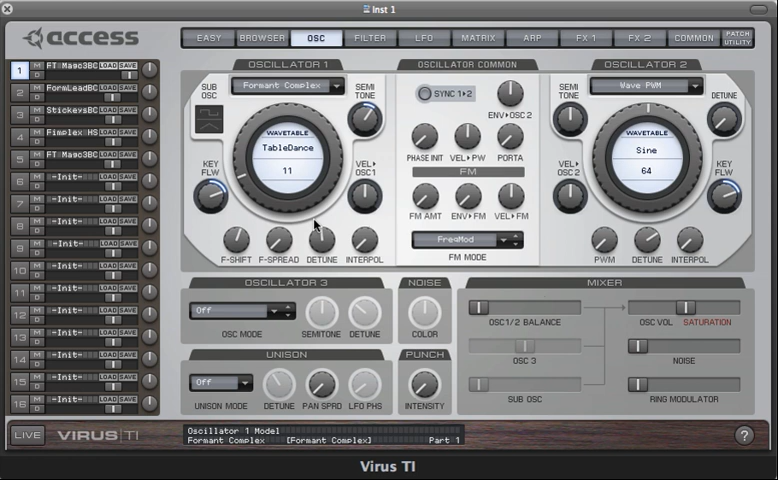 Inst 1
access
EASY BROWSER OSC FILTER LFO MATRIX ARP FX 1 FX 2 COMMON PATCH UTILITY
1 M D LOAD SAVE
2 M D FormLeadBC LOAD SAVE
3 M D StickeysBC LOAD SAVE
4 M D Fimplex HS LOAD SAVE
5 M D LOAD SAVE
6 M D -Init- LOAD SAVE
7 M D -Init- LOAD SAVE
8 M D -Init- LOAD SAVE
9 M D -Init- LOAD SAVE
10 M D -Init- LOAD SAVE
11 M D -Init- LOAD SAVE
12 M D -Init- LOAD SAVE
13 M D -Init- LOAD SAVE
14 M D -Init- LOAD SAVE
15 M D -Init- LOAD SAVE
16 M D -Init- LOAD SAVE
OSCILLATOR 1
SUB OSC
Formant Complex
SEMI TONE
WAVETABLE
TableDance
11
KEY FLW
VEL▸ OSC1
F-SHIFT F-SPREAD DETUNE INTERPOL
OSCILLATOR COMMON
SYNC 1▸2
ENV▸OSC 2
PHASE INIT VEL▸PW PORTA
FM
FM AMT ENV▸FM VEL▸FM
FreqMod
FM MODE
OSCILLATOR 2
SEMI TONE
Wave PWM
DETUNE
WAVETABLE
Sine
64
VEL▸ OSC2
KEY FLW
PWM DETUNE INTERPOL
OSCILLATOR 3
Off
OSC MODE SEMITONE DETUNE
NOISE
COLOR
MIXER
OSC1/2 BALANCE
OSC 3
SUB OSC
OSC VOL SATURATION
NOISE
RING MODULATOR
UNISON
Off
UNISON MODE DETUNE PAN SPRD LFO PHS
PUNCH
INTENSITY
LIVE
VIRUS|TI
Oscillator 1 Model
Formant Complex [Formant Complex] Part 1
?
Virus TI